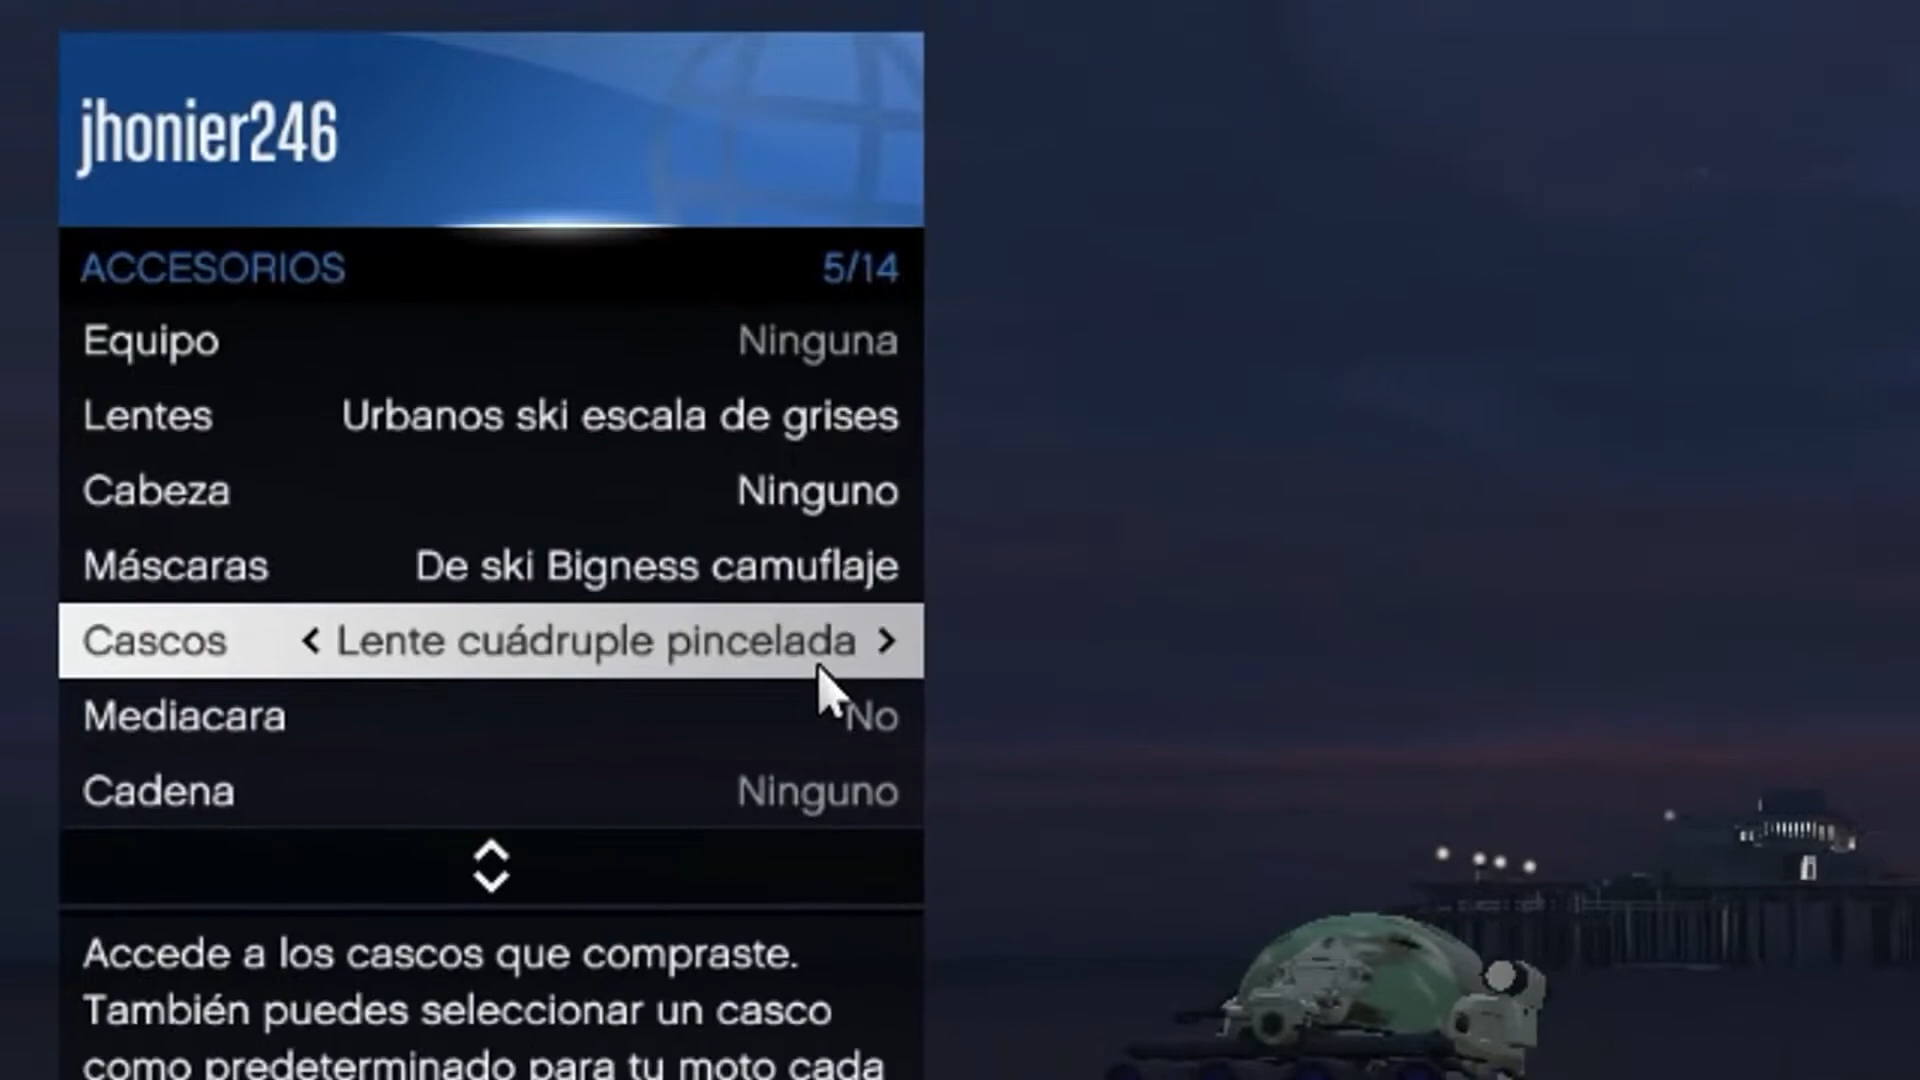 jhonier246
ACCESORIOS 5/14
Equipo Ninguna
Lentes Urbanos ski escala de grises
Cabeza Ninguno
Máscaras De ski Bigness camuflaje
Cascos < Lente cuádruple pincelada >
Mediacara No
Cadena Ninguno
Accede a los cascos que compraste.
También puedes seleccionar un casco
como predeterminado para tu moto cada